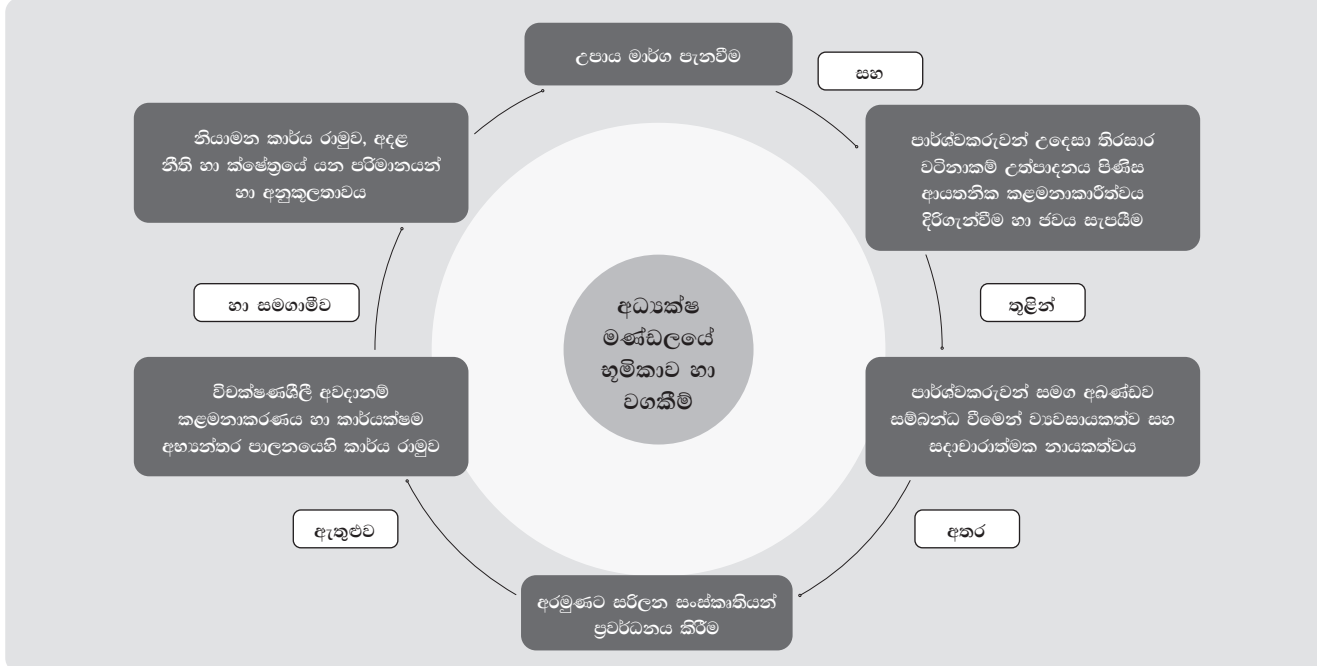 උපාය මාර්ග පැනවීම
සහ
පාර්ශ්වකරුවන් උදෙසා තිරසාර
වටිනාකම් උත්පාදනය පිණිස
ආයතනික කළමනාකාරීත්වය
දිරිගැන්වීම හා ජවය සැපයීම
තුළින්
පාර්ශ්වකරුවන් සමග අඛණ්ඩව
සම්බන්ධ වීමෙන් ව්‍යවසායකත්ව සහ
සදාචාරාත්මක නායකත්වය
අතර
අරමුණට සරිලන සංස්කෘතියන්
ප්‍රවර්ධනය කිරීම
ඇතුළුව
විචක්ෂණශීලී අවදානම්
කළමනාකරණය හා කාර්යක්ෂම
අභ්‍යන්තර පාලනයෙහි කාර්ය රාමුව
හා සමගාමීව
නියාමන කාර්ය රාමුව, අදළ
නීති හා ක්ෂේත්‍රයේ යන පරිමානයන්
හා අනුකූලතාවය
අධ්‍යක්ෂ
මණ්ඩලයේ
භූමිකාව හා
වගකීම්